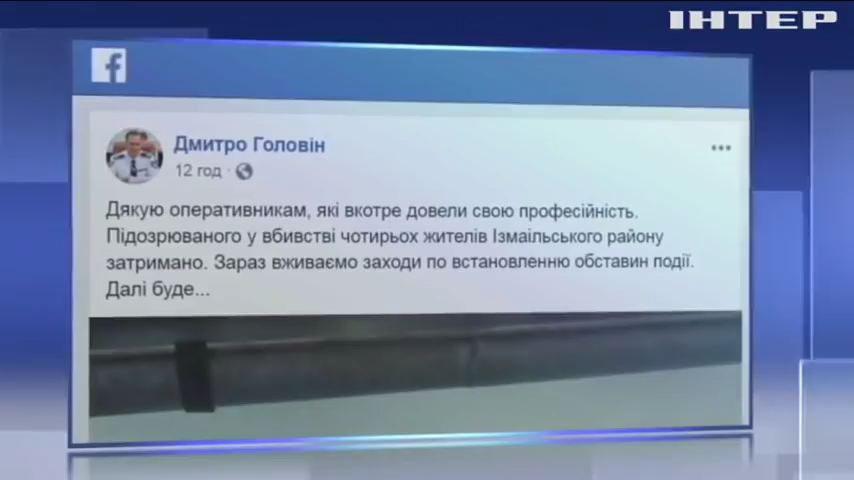 ІНТЕР
f
Дмитро Головін
12 год ·
Дякую оперативникам, які вкотре довели свою професійність.
Підозрюваного у вбивстві чотирьох жителів Ізмаільського району
затримано. Зараз вживаємо заходи по встановленню обставин події.
Далі буде...